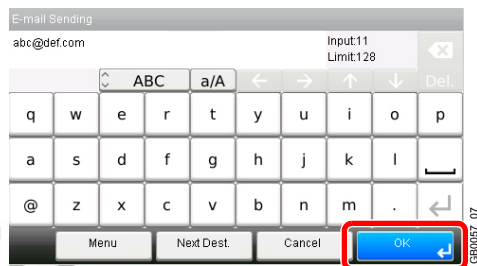 E-mail Sending
abc@def.com
Input:11
Limit:128
ABC a/A Del.
q w e r t y u i o p
a s d f g h j k l
@ z x c v b n m .
Menu Next Dest. Cancel OK
GB0057_07